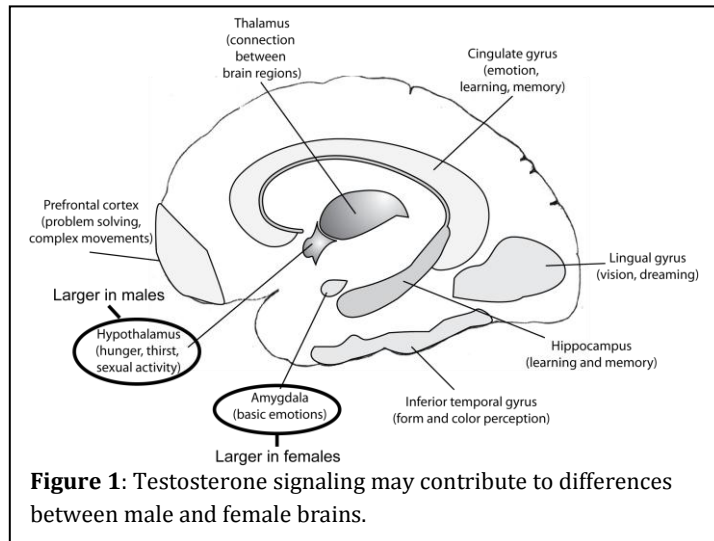 Thalamus
(connection
between
brain regions)
Cingulate gyrus
(emotion,
learning, memory)
Prefrontal cortex
(problem solving,
complex movements)
Lingual gyrus
(vision, dreaming)
Larger in males
Hypothalamus
(hunger, thirst,
sexual activity)
Hippocampus
(learning and memory)
Amygdala
(basic emotions)
Inferior temporal gyrus
(form and color perception)
Larger in females
Figure 1: Testosterone signaling may contribute to differences
between male and female brains.